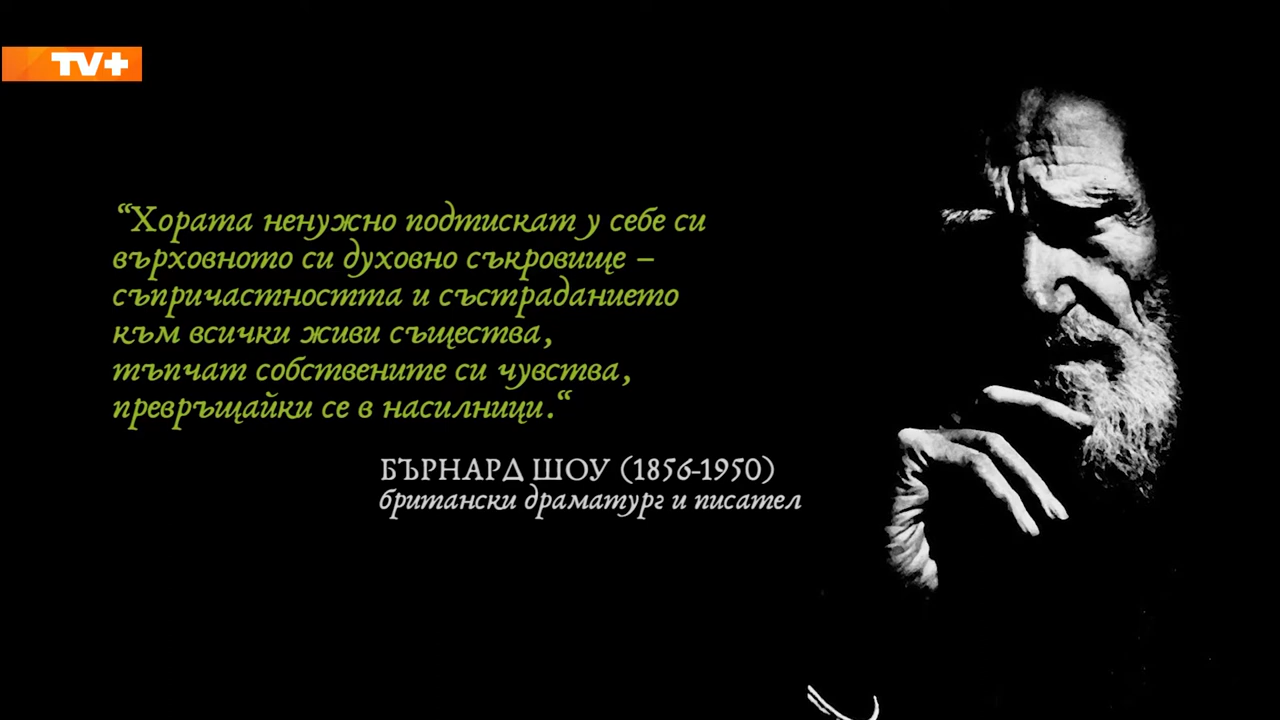 TV+
“Хората ненужно подтискат у себе си
върховното си духовно съкровище –
съпричастността и състраданието
към всички живи същества,
тъпчат собствените си чувства,
превръщайки се в насилници.“
БЪРНАРД ШОУ (1856-1950)
британски драматург и писател